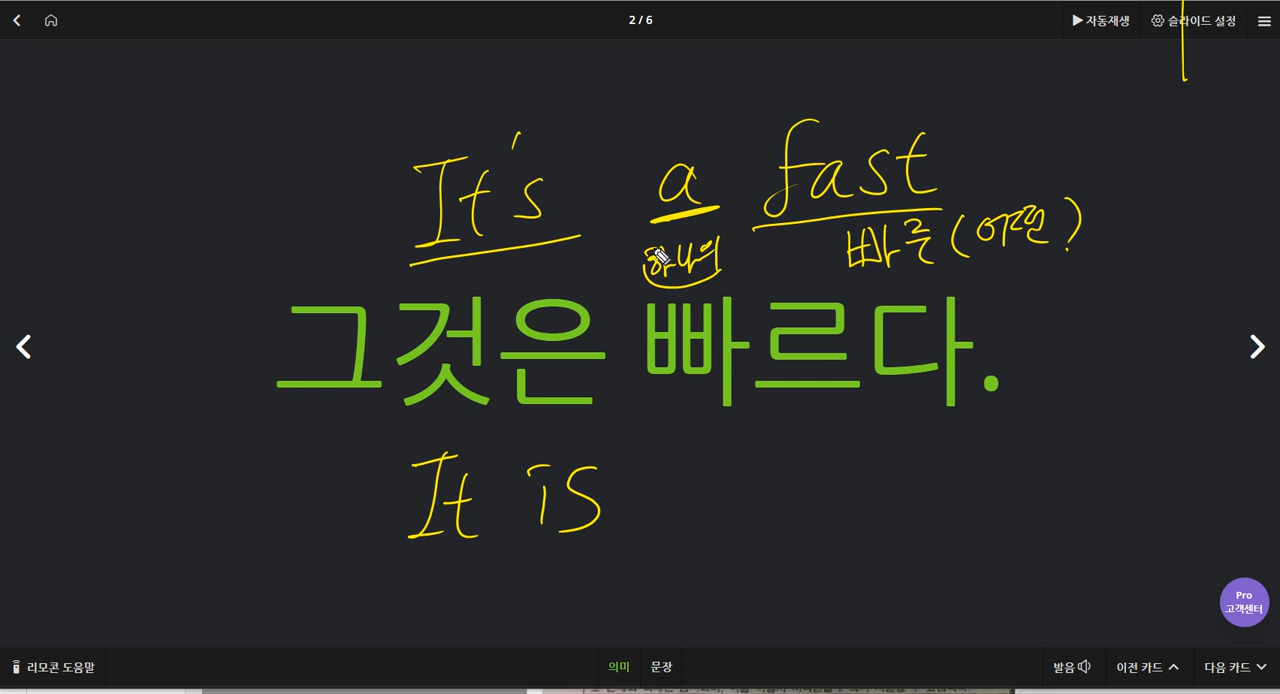 2 / 6
자동재생
슬라이드 설정
It's a fast
하나의
빠른 (어떤?)
그것은 빠르다.
It is
Pro
고객센터
리모콘 도움말
의미
문장
발음
이전 카드
다음 카드